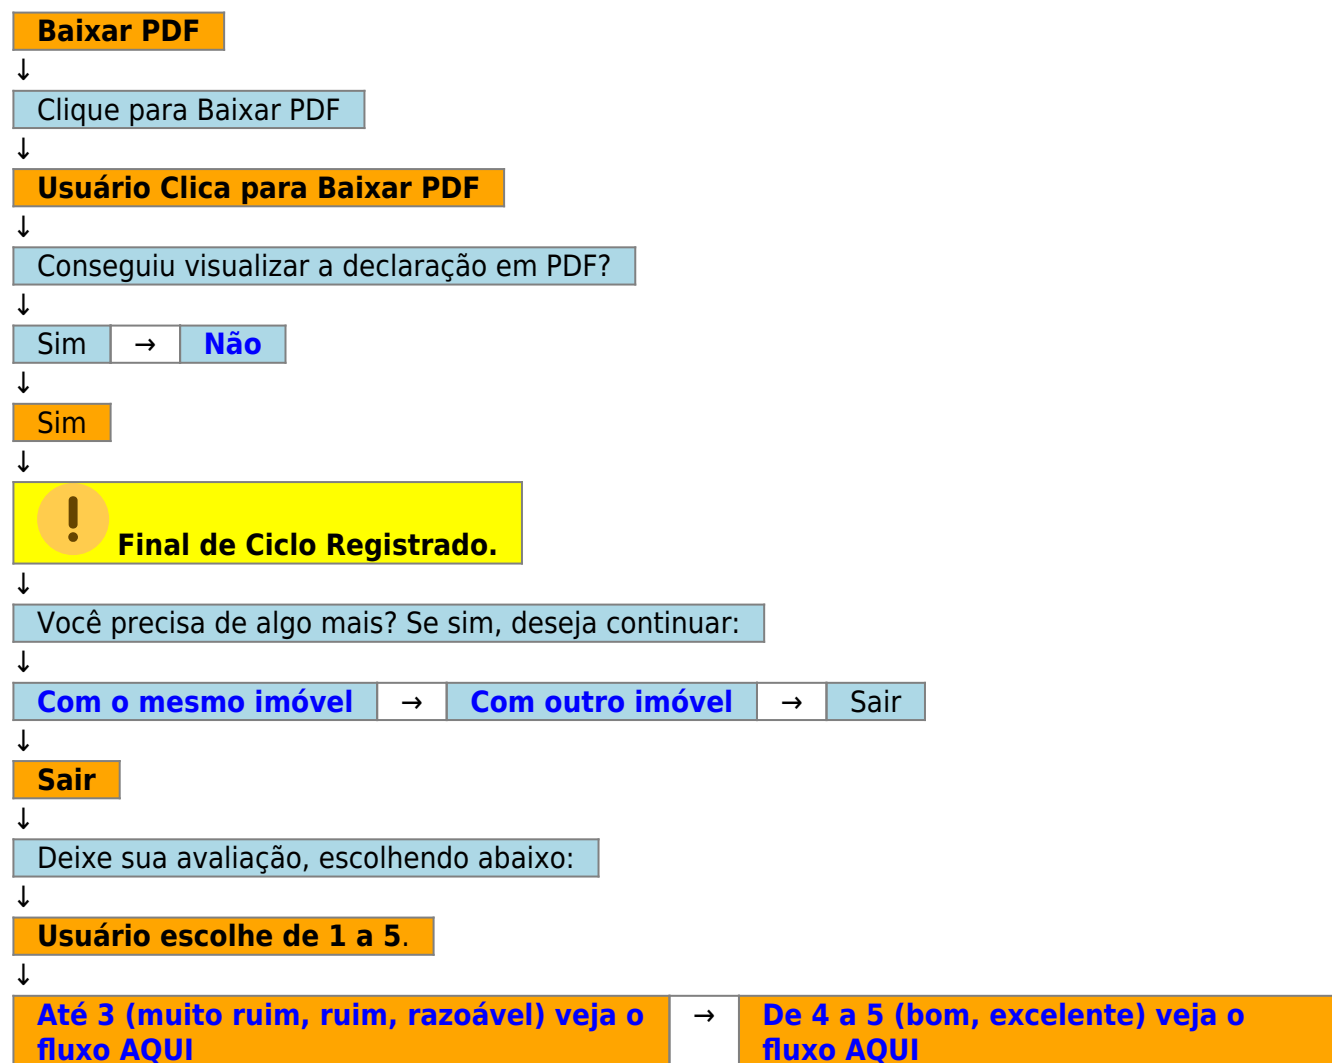 Baixar PDF
↓
Clique para Baixar PDF
↓
Usuário Clica para Baixar PDF
↓
Conseguiu visualizar a declaração em PDF?
↓
Sim → Não
↓
Sim
↓
Final de Ciclo Registrado.
↓
Você precisa de algo mais? Se sim, deseja continuar:
↓
Com o mesmo imóvel → Com outro imóvel → Sair
↓
Sair
↓
Deixe sua avaliação, escolhendo abaixo:
↓
Usuário escolhe de 1 a 5.
↓
Até 3 (muito ruim, ruim, razoável) veja o → De 4 a 5 (bom, excelente) veja o
fluxo AQUI fluxo AQUI